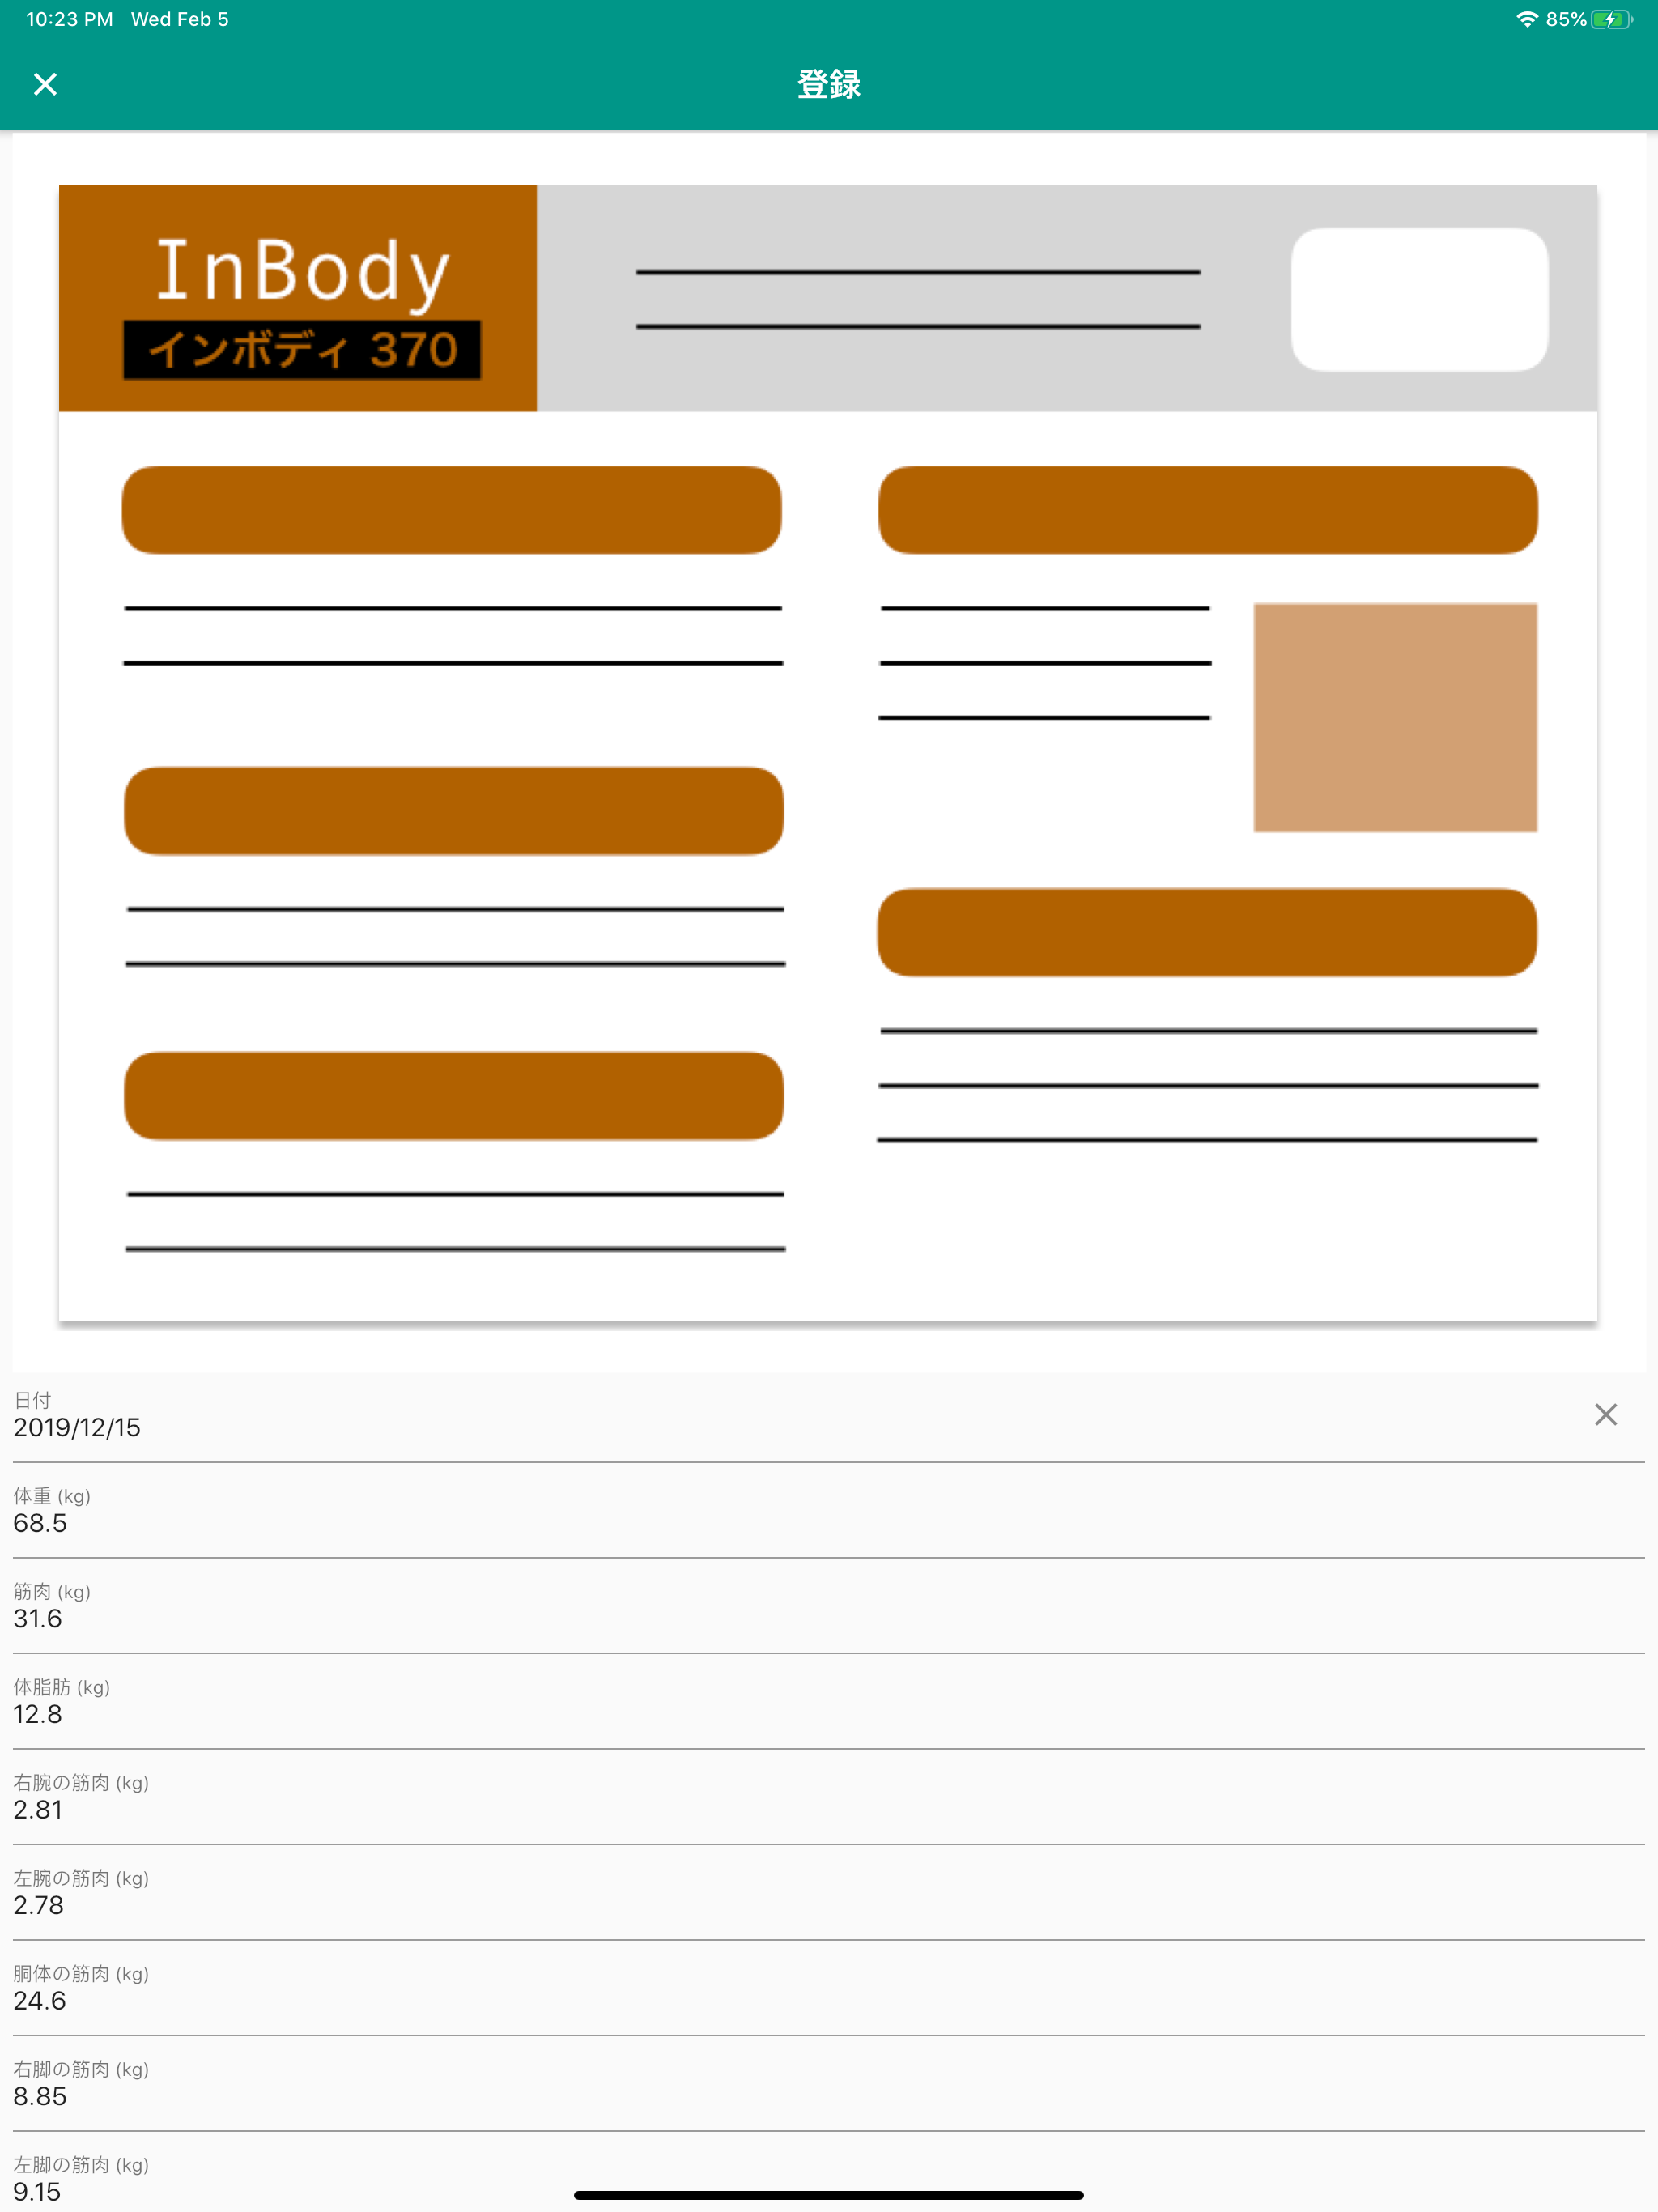 10:23 PM Wed Feb 5 85%
登録
InBody
インボディ 370
日付
2019/12/15
体重 (kg)
68.5
筋肉 (kg)
31.6
体脂肪 (kg)
12.8
右腕の筋肉 (kg)
2.81
左腕の筋肉 (kg)
2.78
胴体の筋肉 (kg)
24.6
右脚の筋肉 (kg)
8.85
左脚の筋肉 (kg)
9.15